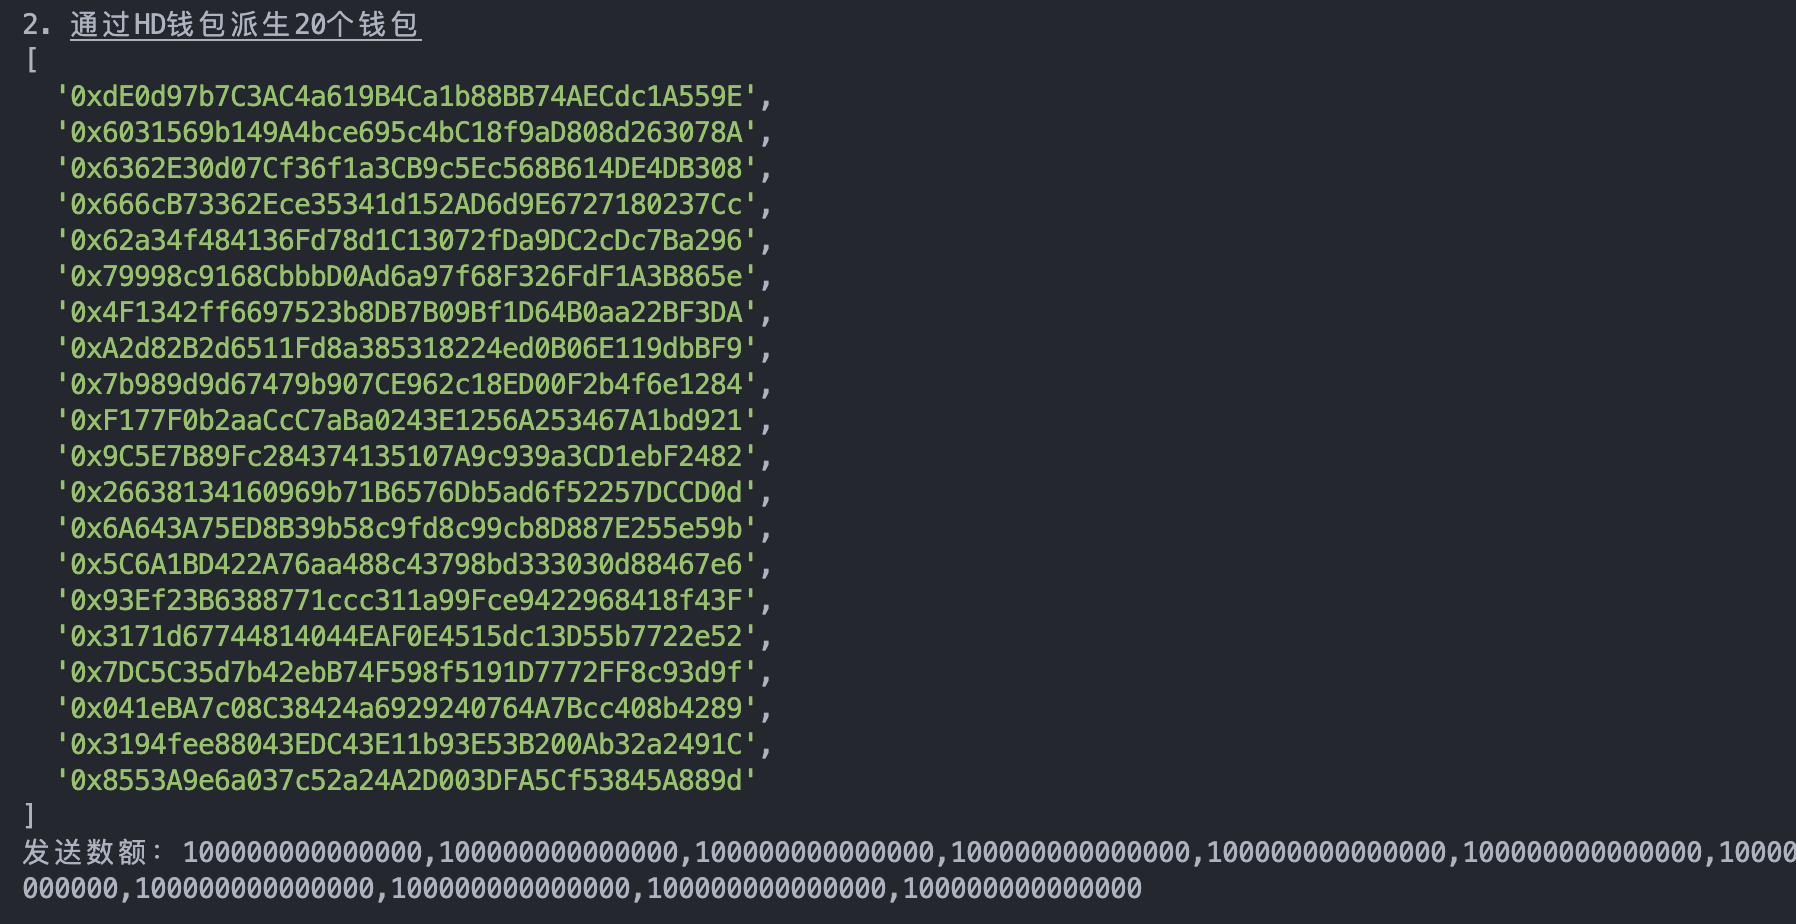 2. 通过HD钱包派生20个钱包
[
'0xdE0d97b7C3AC4a619B4Ca1b88BB74AECdc1A559E',
'0x6031569b149A4bce695c4bC18f9aD808d263078A',
'0x6362E30d07Cf36f1a3CB9c5Ec568B614DE4DB308',
'0x666cB73362Ece35341d152AD6d9E6727180237Cc',
'0x62a34f484136Fd78d1C13072fDa9DC2cDc7Ba296',
'0x79998c9168CbbbD0Ad6a97f68F326FdF1A3B865e',
'0x4F1342ff6697523b8DB7B09Bf1D64B0aa22BF3DA',
'0xA2d82B2d6511Fd8a385318224ed0B06E119dbBF9',
'0x7b989d9d67479b907CE962c18ED00F2b4f6e1284',
'0xF177F0b2aaCcC7aBa0243E1256A253467A1bd921',
'0x9C5E7B89Fc284374135107A9c939a3CD1ebF2482',
'0x26638134160969b71B6576Db5ad6f52257DCCD0d',
'0x6A643A75ED8B39b58c9fd8c99cb8D887E255e59b',
'0x5C6A1BD422A76aa488c43798bd333030d88467e6',
'0x93Ef23B6388771ccc311a99Fce9422968418f43F',
'0x3171d67744814044EAF0E4515dc13D55b7722e52',
'0x7DC5C35d7b42ebB74F598f5191D7772FF8c93d9f',
'0x041eBA7c08C38424a6929240764A7Bcc408b4289',
'0x3194fee88043EDC43E11b93E53B200Ab32a2491C',
'0x8553A9e6a037c52a24A2D003DFA5Cf53845A889d'
]
发送数额：100000000000000,100000000000000,100000000000000,100000000000000,100000000000000,100000000000000,10000
000000,100000000000000,100000000000000,100000000000000,100000000000000